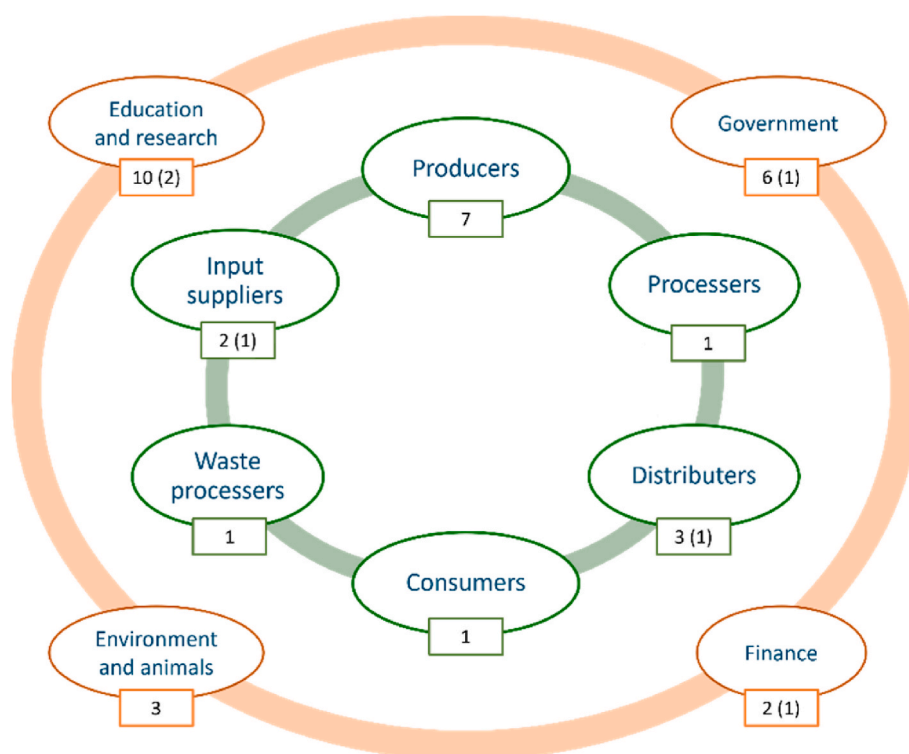 Education
and research
10 (2)
Government
6 (1)
Producers
7
Input
suppliers
2 (1)
Processers
1
Waste
processers
1
Distributers
3 (1)
Consumers
1
Environment
and animals
3
Finance
2 (1)